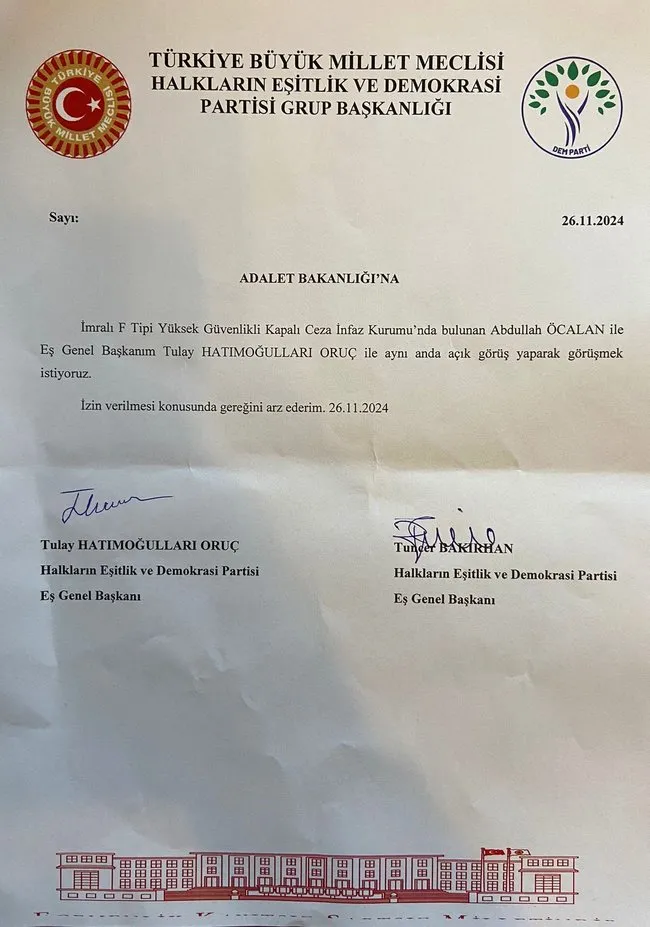 TÜRKİYE BÜYÜK MİLLET MECLİSİ
HALKLARIN EŞİTLİK VE DEMOKRASİ
PARTİSİ GRUP BAŞKANLIĞI
TÜRKİYE
BÜYÜK MİLLET MECLİSİ
DEM PARTİ
Sayı:
26.11.2024
ADALET BAKANLIĞI’NA
İmralı F Tipi Yüksek Güvenlikli Kapalı Ceza İnfaz Kurumu’nda bulunan Abdullah ÖCALAN ile
Eş Genel Başkanım Tulay HATIMOĞULLARI ORUÇ ile aynı anda açık görüş yaparak görüşmek
istiyoruz.
İzin verilmesi konusunda gereğini arz ederim. 26.11.2024
Tulay HATIMOĞULLARI ORUÇ
Halkların Eşitlik ve Demokrasi Partisi
Eş Genel Başkanı
Tuncer BAKIRHAN
Halkların Eşitlik ve Demokrasi Partisi
Eş Genel Başkanı